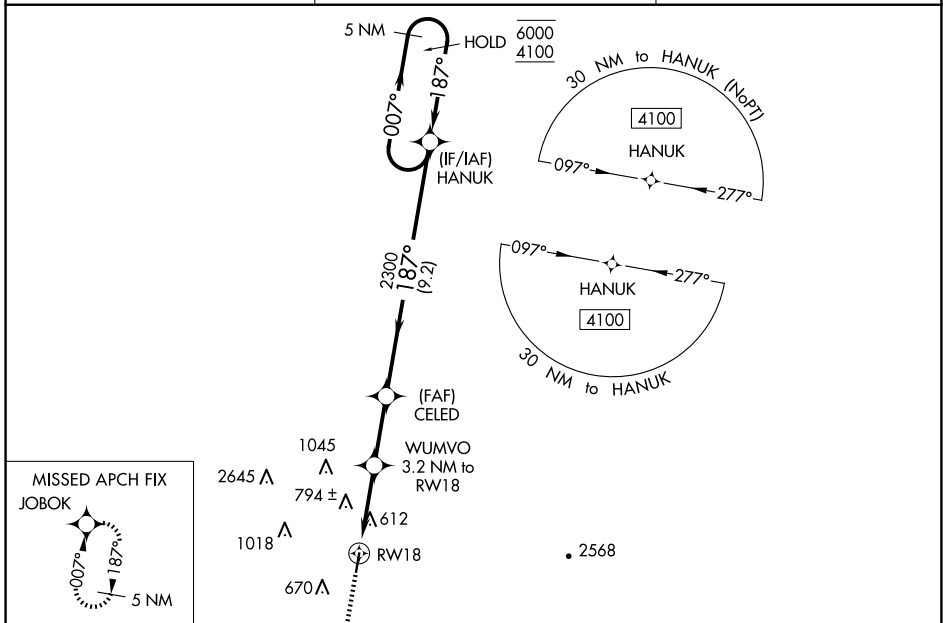 5 NM
HOLD
6000
4100
007°
187°
(IF/IAF)
HANUK
30 NM to HANUK (NoPT)
4100
HANUK
097°
277°
2300
187°
(9.2)
097°
277°
HANUK
4100
30 NM to HANUK
(FAF)
CELED
WUMVO
3.2 NM to
RW18
1045
2645
794 ±
612
1018
RW18
2568
670
MISSED APCH FIX
JOBOK
007°
187°
5 NM